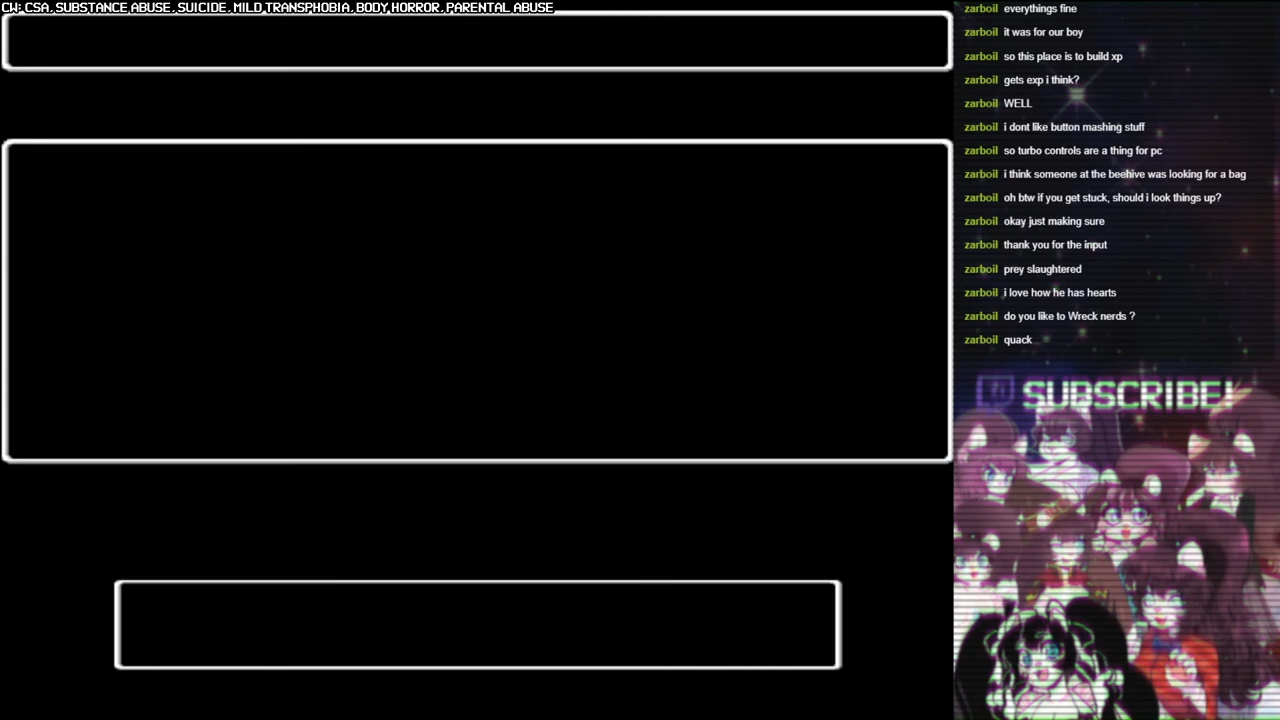 CW: CSA, SUBSTANCE ABUSE, SUICIDE, MILD TRANSPHOBIA, BODY HORROR, PARENTAL ABUSE
zarboil everythings fine
zarboil it was for our boy
zarboil so this place is to build xp
zarboil gets exp i think?
zarboil WELL
zarboil i dont like button mashing stuff
zarboil so turbo controls are a thing for pc
zarboil i think someone at the beehive was looking for a bag
zarboil oh btw if you get stuck, should i look things up?
zarboil okay just making sure
zarboil thank you for the input
zarboil prey slaughtered
zarboil i love how he has hearts
zarboil do you like to Wreck nerds ?
zarboil quack
SUBSCRIBE!